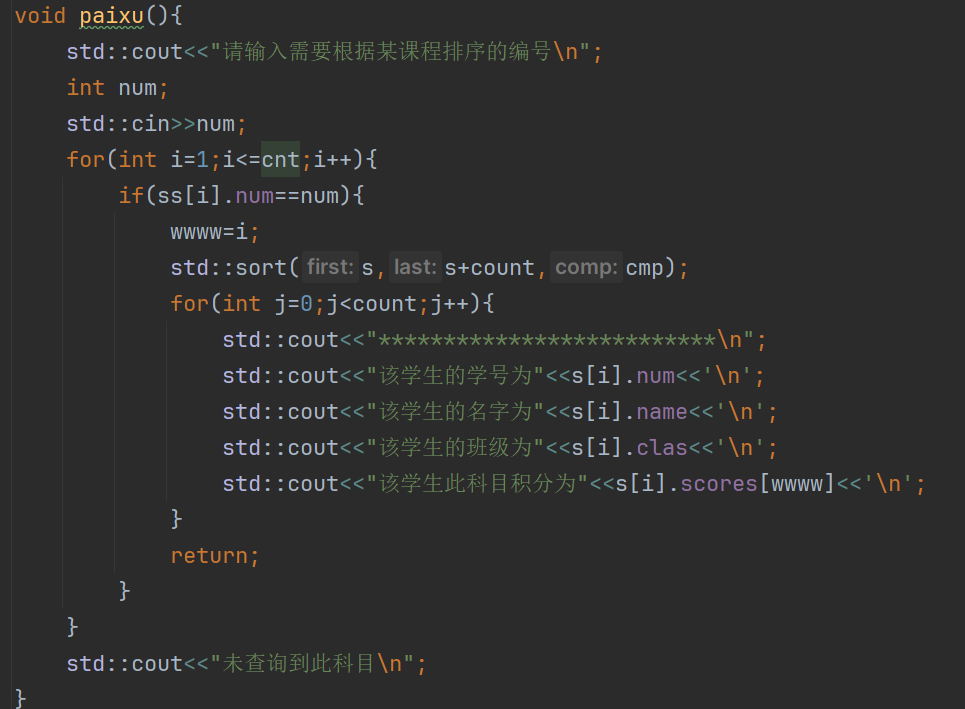 void paixu(){
    std::cout<<"请输入需要根据某课程排序的编号\n";
    int num;
    std::cin>>num;
    for(int i=1;i<=cnt;i++){
        if(ss[i].num==num){
            wwww=i;
            std::sort( first: s, last: s+count, comp: cmp);
            for(int j=0;j<count;j++){
                std::cout<<"**************************\n";
                std::cout<<"该学生的学号为"<<s[i].num<<'\n';
                std::cout<<"该学生的名字为"<<s[i].name<<'\n';
                std::cout<<"该学生的班级为"<<s[i].clas<<'\n';
                std::cout<<"该学生此科目积分为"<<s[i].scores[wwww]<<'\n';
            }
            return;
        }
    }
    std::cout<<"未查询到此科目\n";
}